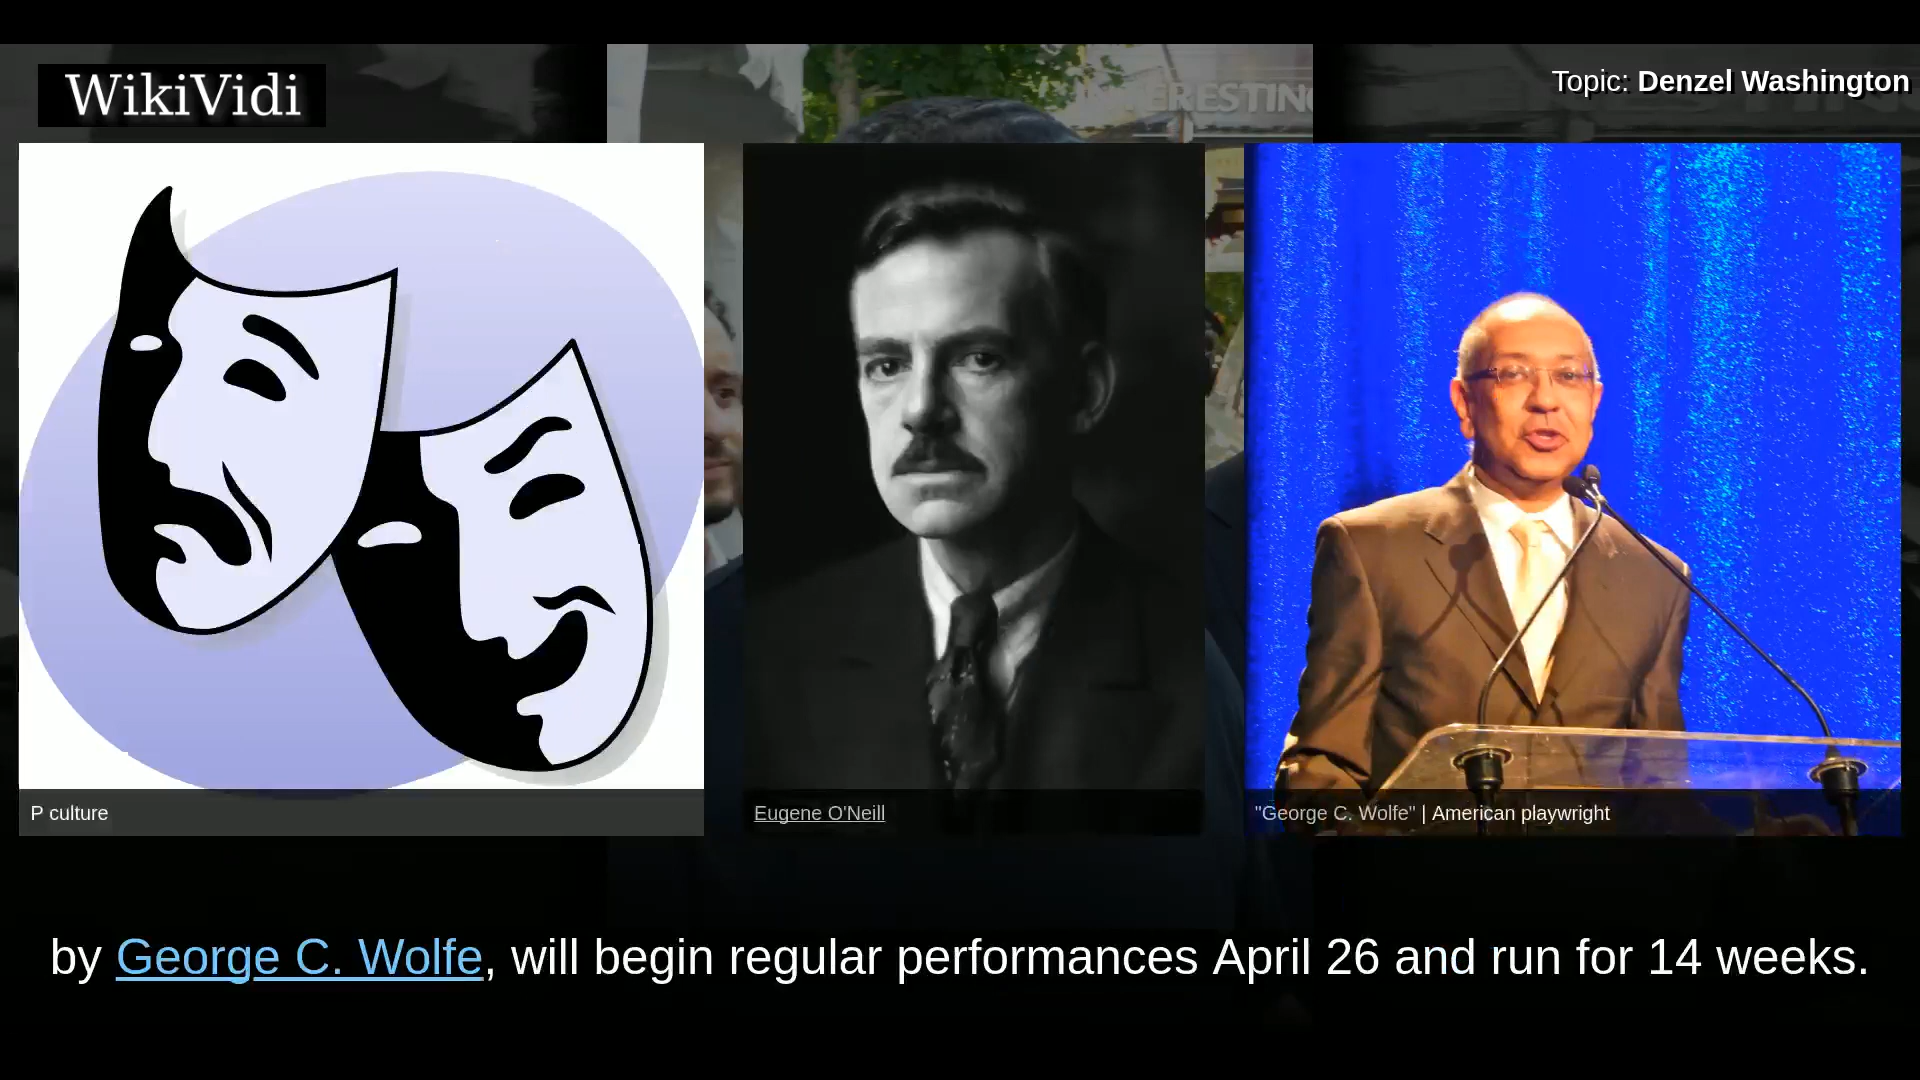 WikiVidi
Topic: Denzel Washington
INTERESTING
P culture
Eugene O'Neill
"George C. Wolfe" | American playwright
by George C. Wolfe, will begin regular performances April 26 and run for 14 weeks.